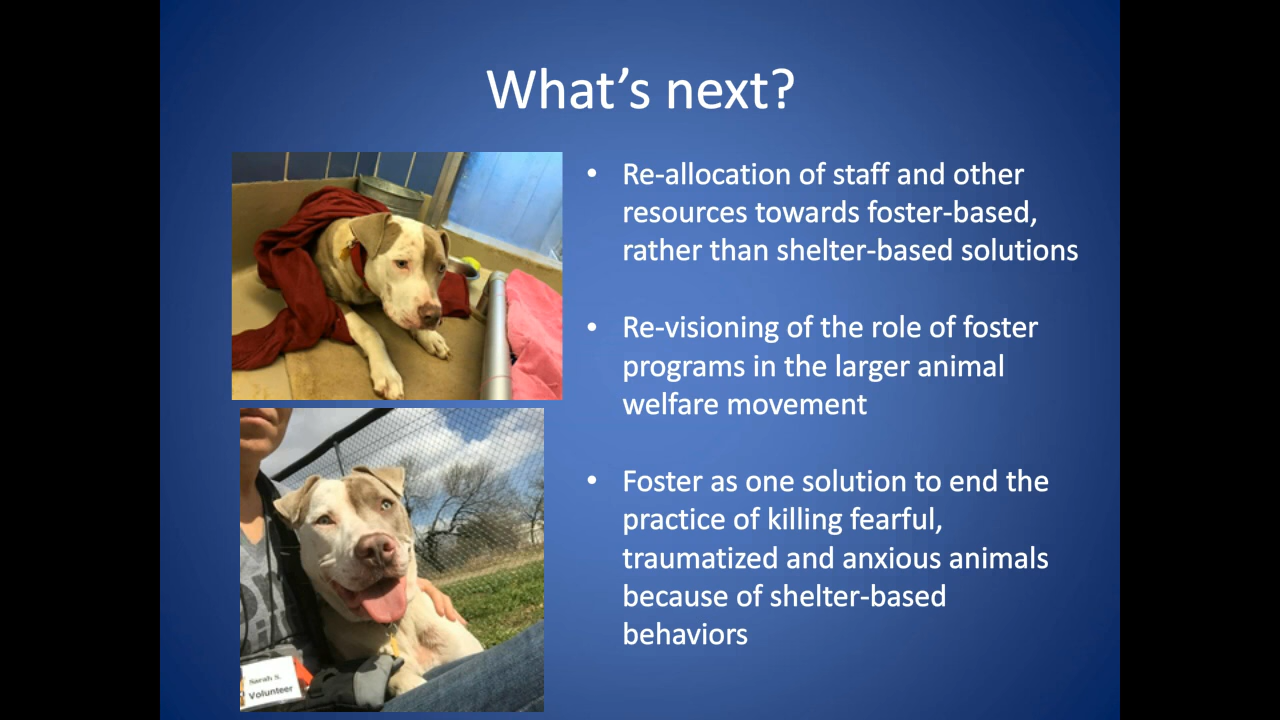 What's next?
• Re-allocation of staff and other
resources towards foster-based,
rather than shelter-based solutions
• Re-visioning of the role of foster
programs in the larger animal
welfare movement
• Foster as one solution to end the
practice of killing fearful,
traumatized and anxious animals
because of shelter-based
behaviors
Sarah S.
Volunteer